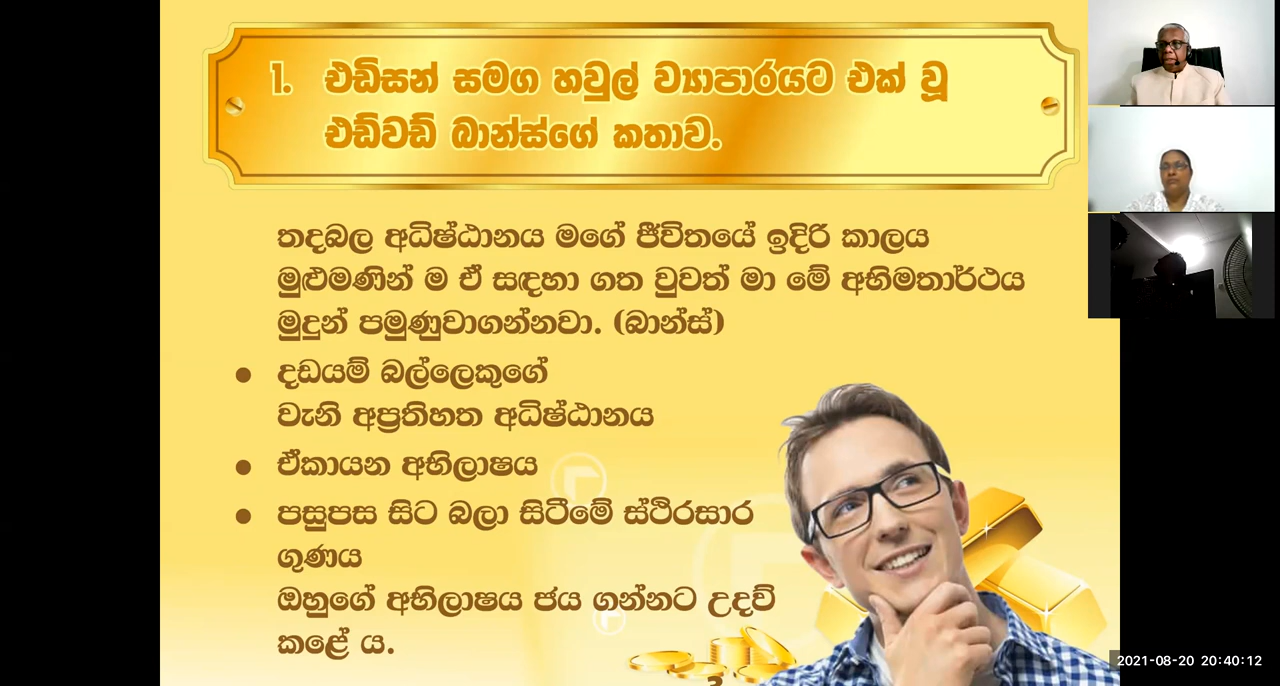 1. එඩිසන් සමග හවුල් ව්‍යාපාරයට එක් වූ
එඩ්වඩ් බාන්ස්ගේ කතාව.
තදබල අධිෂ්ඨානය මගේ ජීවිතයේ ඉදිරි කාලය
මුළුමණින් ම ඒ සඳහා ගත වුවත් මා මේ අභිමතාර්ථය
මුදුන් පමුණුවාගන්නවා. (බාන්ස්)
● දඩයම් බල්ලෙකුගේ
වැනි අප්‍රතිහත අධිෂ්ඨානය
● ඒකායන අභිලාෂය
● පසුපස සිට බලා සිටීමේ ස්ථිරසාර
ගුණය
ඔහුගේ අභිලාෂය ජය ගන්නට උදව්
කළේ ය.
2021-08-20 20:40:12